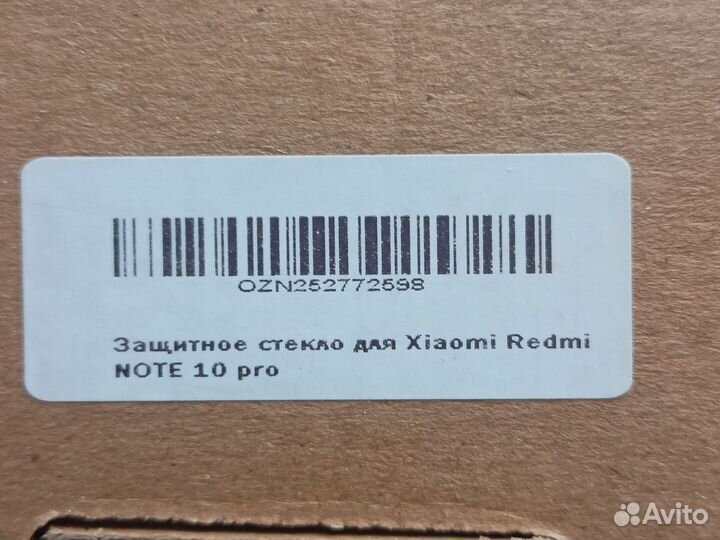 OZN252772598
Защитное стекло для Xiaomi Redmi
NOTE 10 pro
Avito